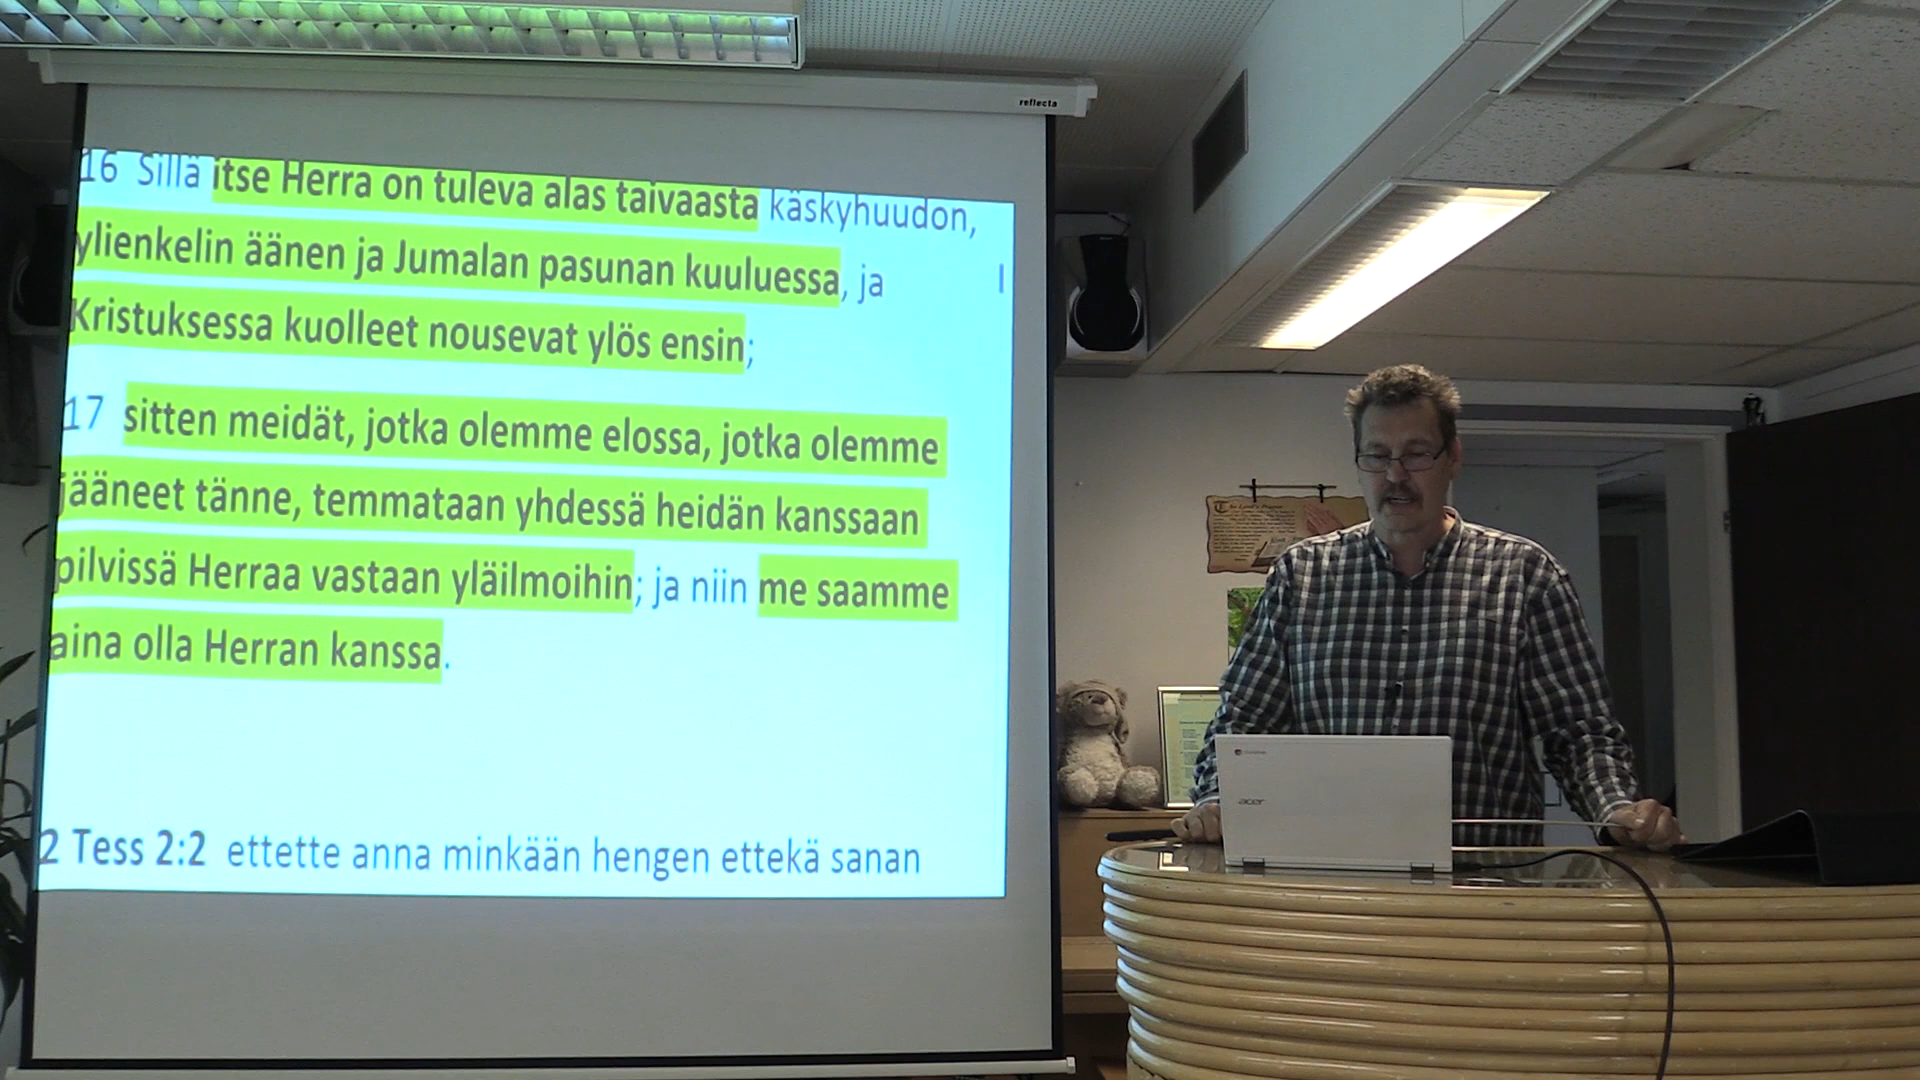 reflecta
16 Sillä itse Herra on tuleva alas taivaasta käskyhuudon,
ylienkelin äänen ja Jumalan pasunan kuuluessa, ja
Kristuksessa kuolleet nousevat ylös ensin;
17 sitten meidät, jotka olemme elossa, jotka olemme
jääneet tänne, temmataan yhdessä heidän kanssaan
pilvissä Herraa vastaan yläilmoihin; ja niin me saamme
aina olla Herran kanssa.
2 Tess 2:2 ettette anna minkään hengen ettekä sanan
The Lord's Prayer
acer